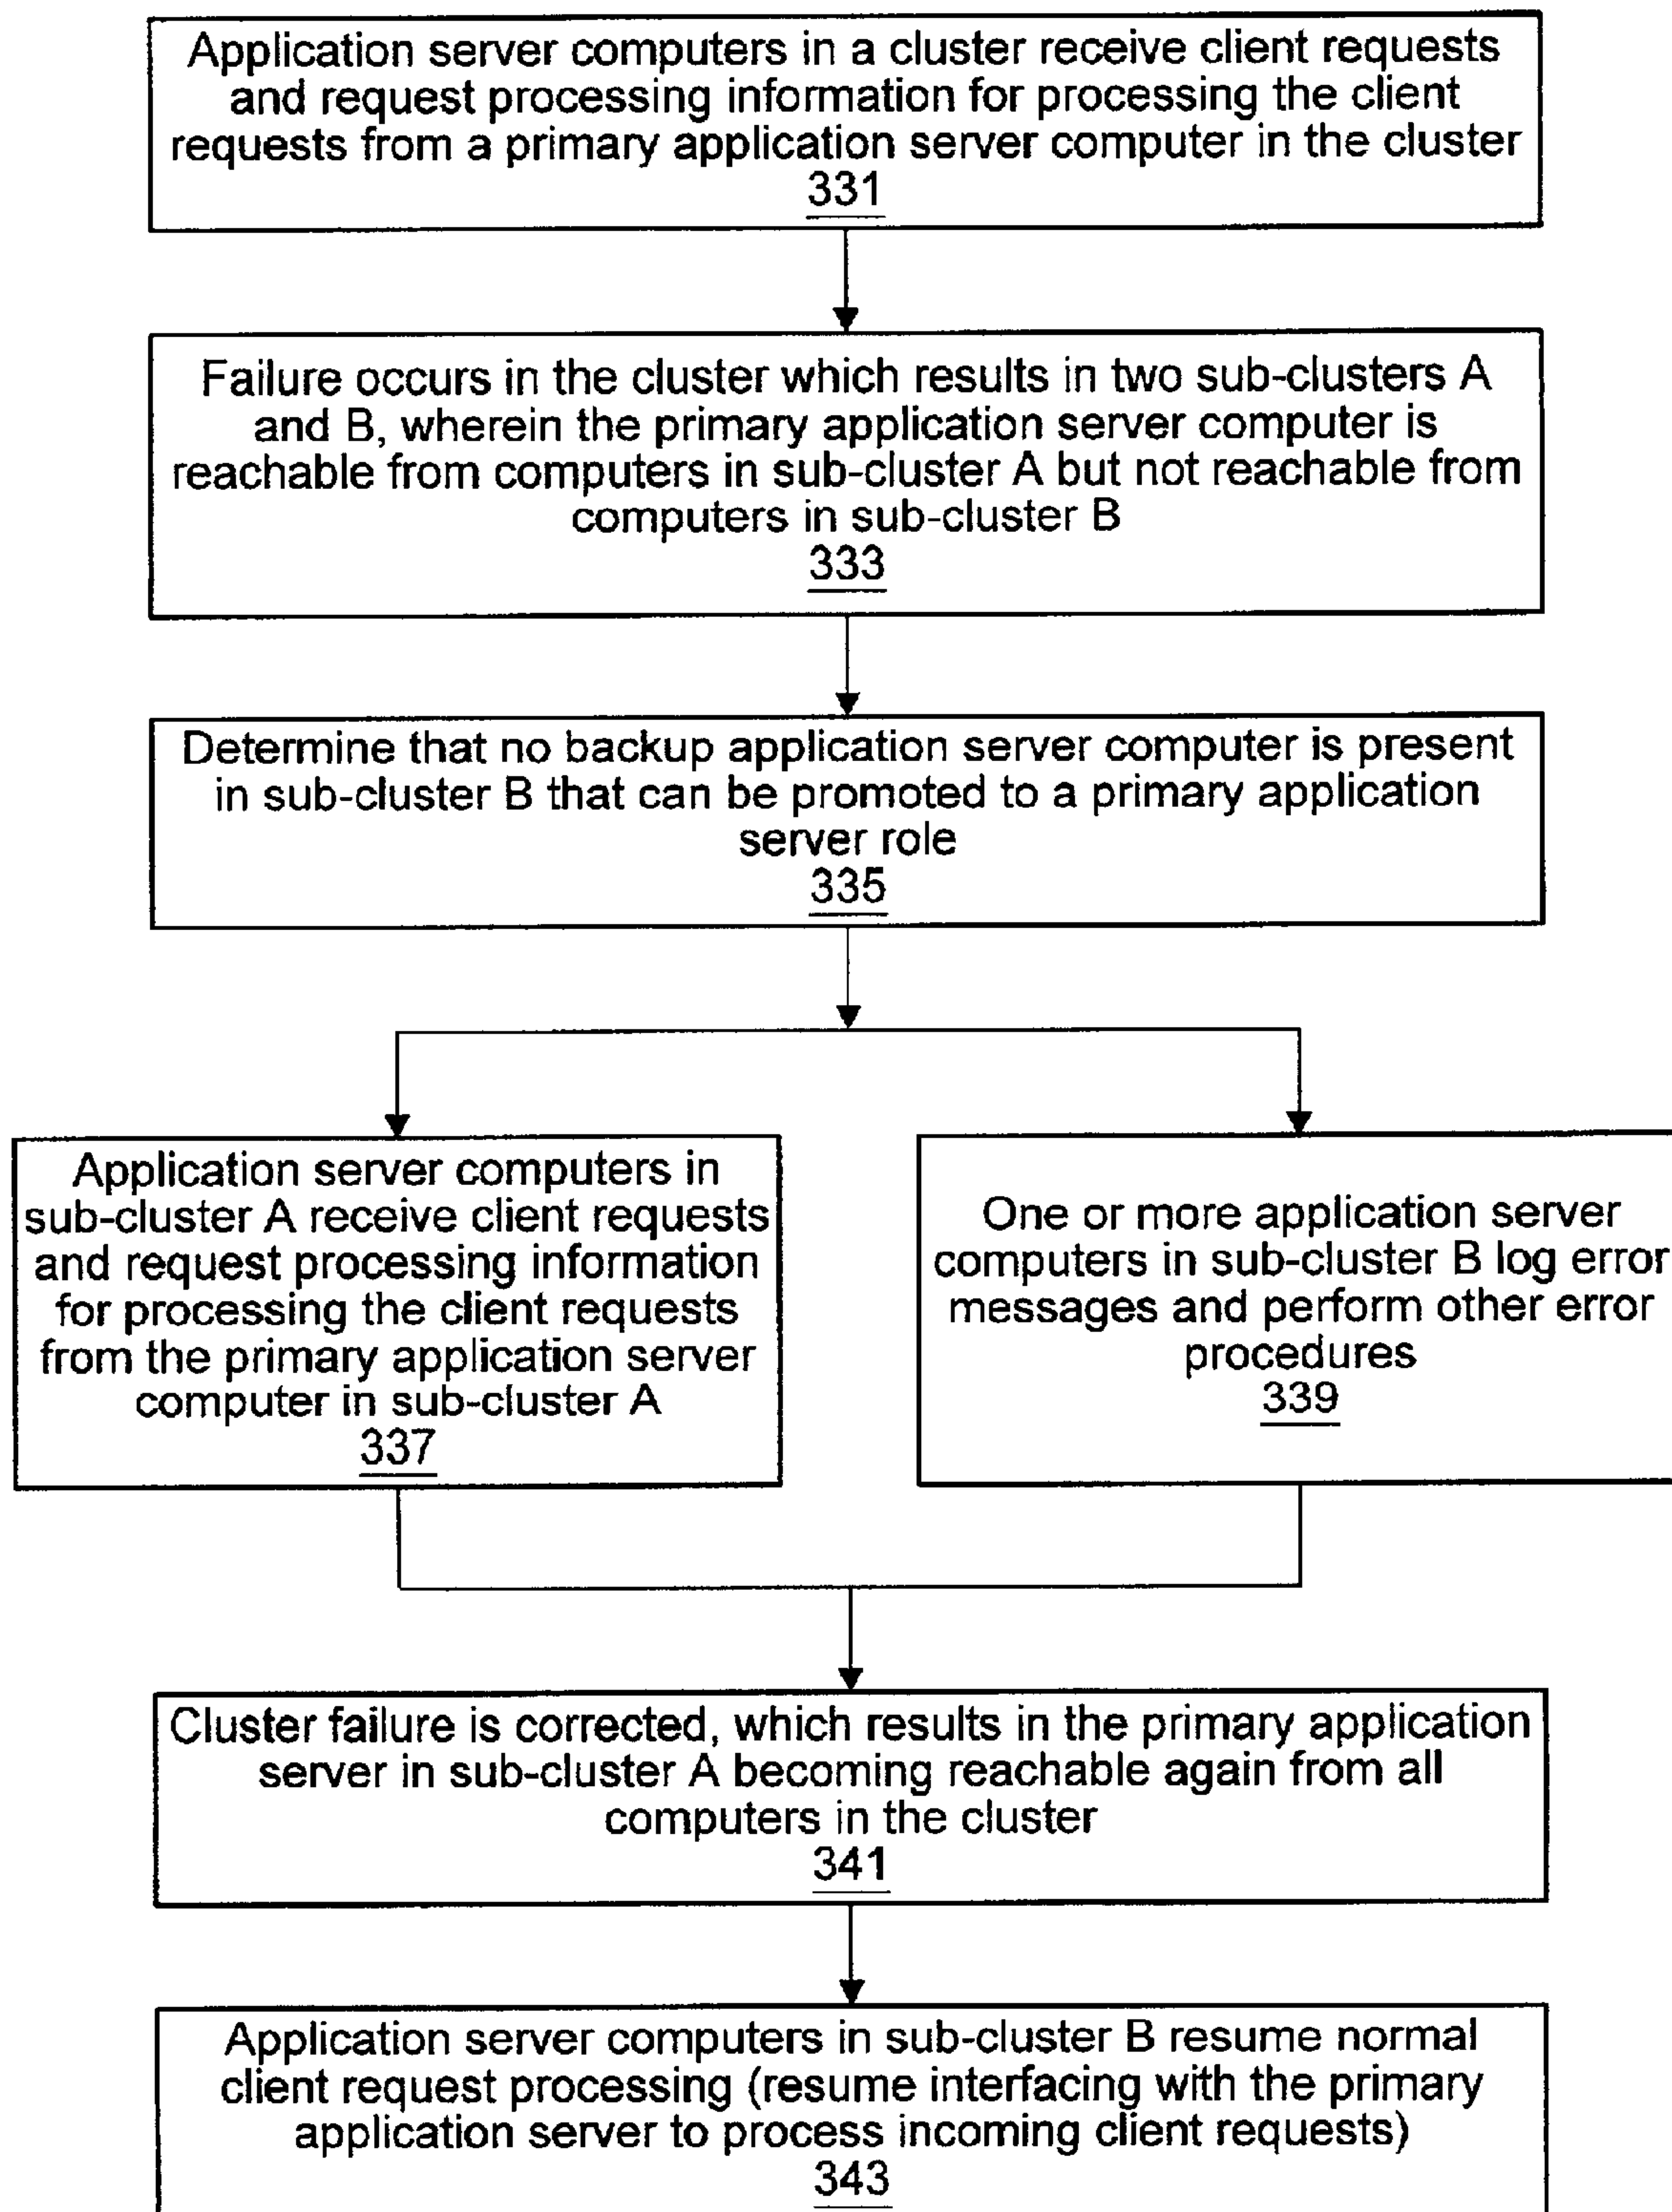 Application server computers in a cluster receive client requests
and request processing information for processing the client
requests from a primary application server computer in the cluster
331
Failure occurs in the cluster which results in two sub-clusters A
and B, wherein the primary application server computer is
reachable from computers in sub-cluster A but not reachable from
computers in sub-cluster B
333
Determine that no backup application server computer is present
in sub-cluster B that can be promoted to a primary application
server role
335
Application server computers in
sub-cluster A receive client requests
and request processing information
for processing the client requests
from the primary application server
computer in sub-cluster A
337
One or more application server
computers in sub-cluster B log error
messages and perform other error
procedures
339
Cluster failure is corrected, which results in the primary application
server in sub-cluster A becoming reachable again from all
computers in the cluster
341
Application server computers in sub-cluster B resume normal
client request processing (resume interfacing with the primary
application server to process incoming client requests)
343